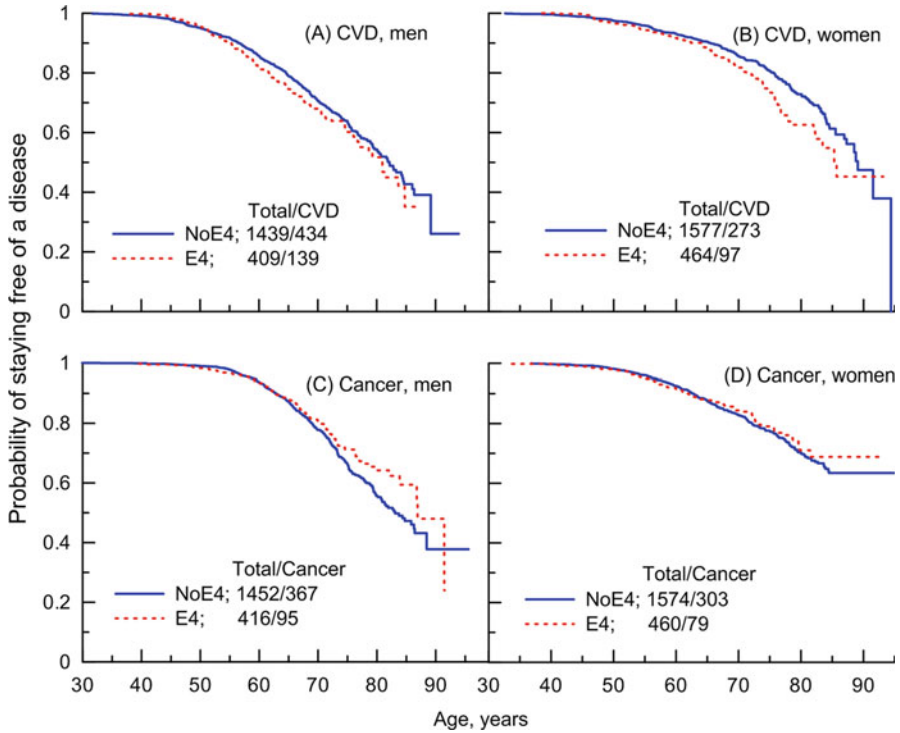 Probability of staying free of a disease
1
0.8
0.6
0.4
0.2
0
(A) CVD, men
Total/CVD
NoE4; 1439/434
E4; 409/139
(B) CVD, women
Total/CVD
NoE4; 1577/273
E4; 464/97
1
0.8
0.6
0.4
0.2
0
(C) Cancer, men
Total/Cancer
NoE4; 1452/367
E4; 416/95
(D) Cancer, women
Total/Cancer
NoE4; 1574/303
E4; 460/79
30 40 50 60 70 80 90 30 40 50 60 70 80 90
Age, years